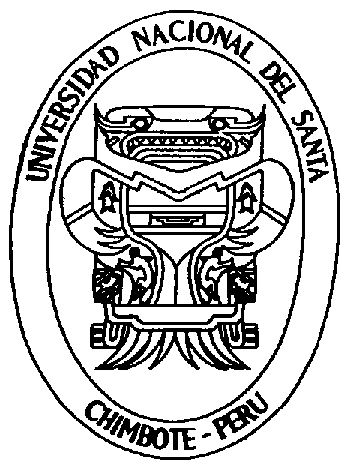 UNIVERSIDAD NACIONAL DEL SANTA
CHIMBOTE - PERU